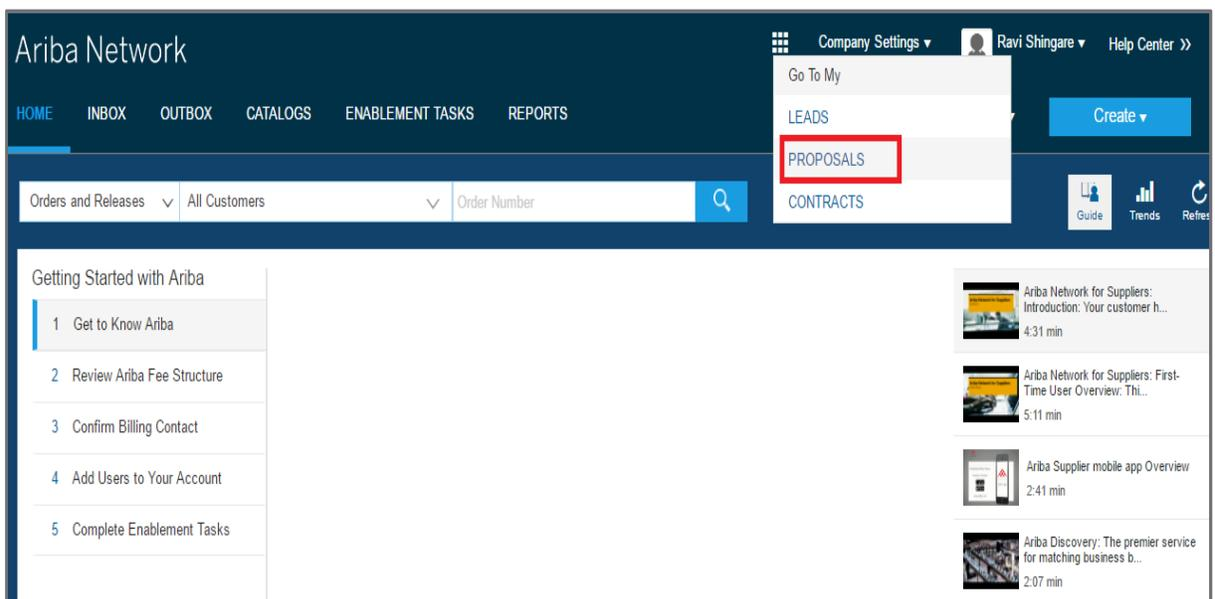 Ariba Network
Company Settings
Ravi Shingare
Help Center >>
Go To My
LEADS
PROPOSALS
CONTRACTS
HOME INBOX OUTBOX CATALOGS ENABLEMENT TASKS REPORTS
Create
Orders and Releases
All Customers
Order Number
Guide
Trends
Refres
Getting Started with Ariba
1 Get to Know Ariba
2 Review Ariba Fee Structure
3 Confirm Billing Contact
4 Add Users to Your Account
5 Complete Enablement Tasks
Ariba Network for Suppliers:
Introduction: Your customer h...
4:31 min
Ariba Network for Suppliers: First-
Time User Overview: Thi...
5:11 min
Ariba Supplier mobile app Overview
2:41 min
Ariba Discovery: The premier service
for matching business b...
2:07 min